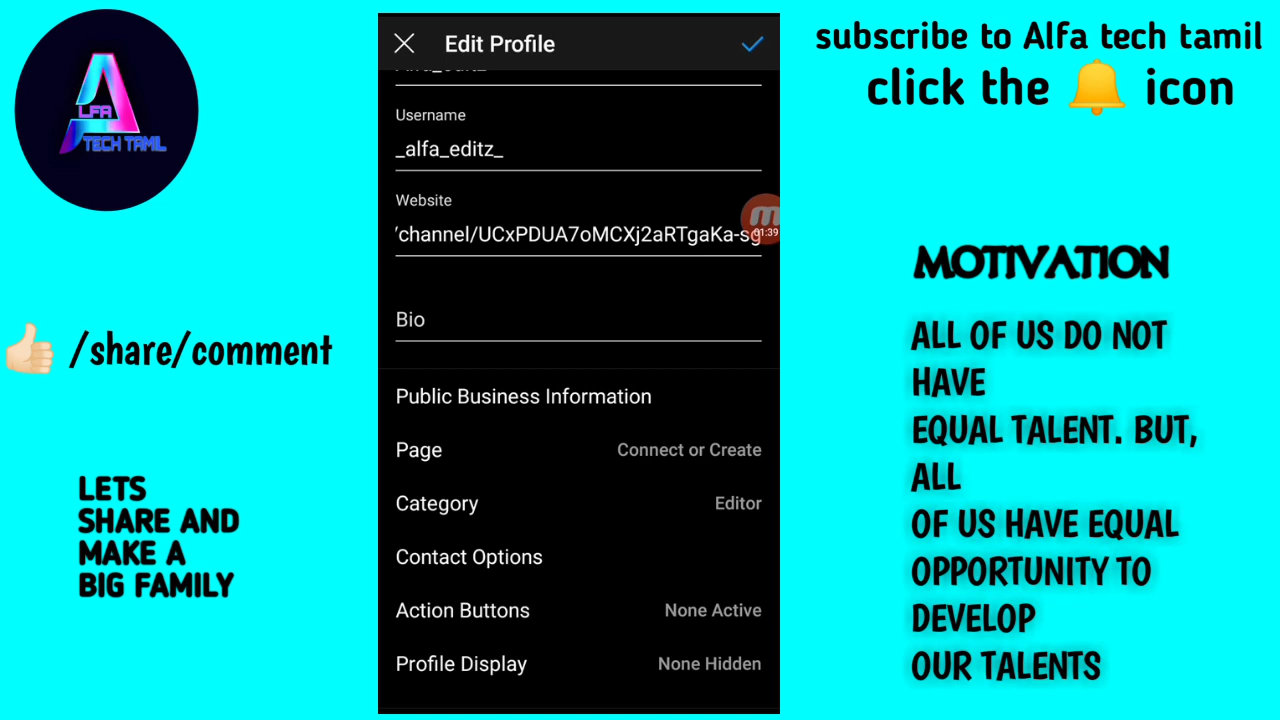 LFA
TECH TAMIL
/share/comment
LETS
SHARE AND
MAKE A
BIG FAMILY
Edit Profile
Username
_alfa_editz_
Website
/channel/UCxPDUA7oMCXj2aRTgaKa-sg
01:39
Bio
Public Business Information
Page Connect or Create
Category Editor
Contact Options
Action Buttons None Active
Profile Display None Hidden
subscribe to Alfa tech tamil
click the 🔔 icon
MOTIVATION
ALL OF US DO NOT
HAVE
EQUAL TALENT. BUT,
ALL
OF US HAVE EQUAL
OPPORTUNITY TO
DEVELOP
OUR TALENTS